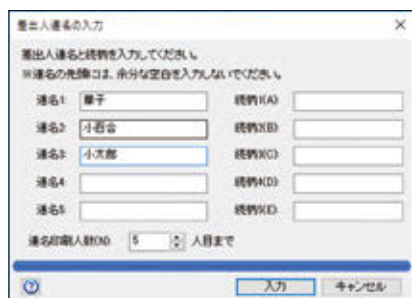 差出人連名の入力
差出人連名と続柄を入力してください。
※連名の先頭には、余分な空白を入力しないでください。
連名1 華子 続柄1(A)
連名2 小百合 続柄2(B)
連名3 小太郎 続柄3(C)
連名4 続柄4(D)
連名5 続柄5(E)
連名印刷人数(N) 5 人目まで
入力 キャンセル